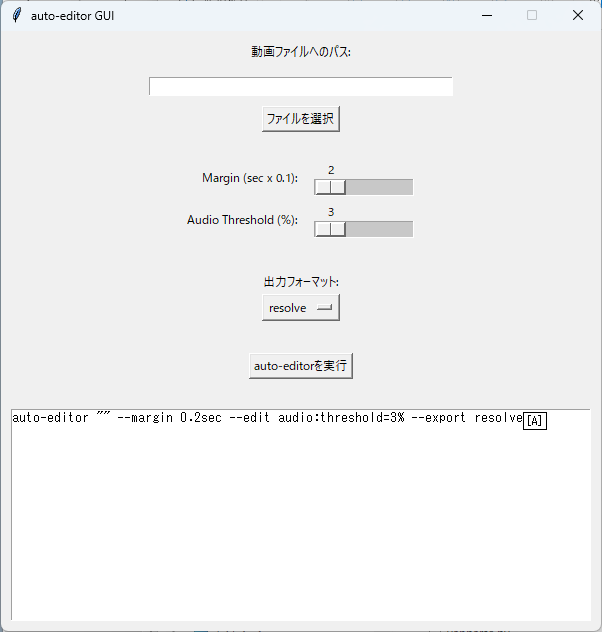 auto-editor GUI
動画ファイルへのパス:
ファイルを選択
2
Margin (sec x 0.1):
3
Audio Threshold (%):
出力フォーマット:
resolve
auto-editorを実行
auto-editor "" --margin 0.2sec --edit audio:threshold=3% --export resolve[A]